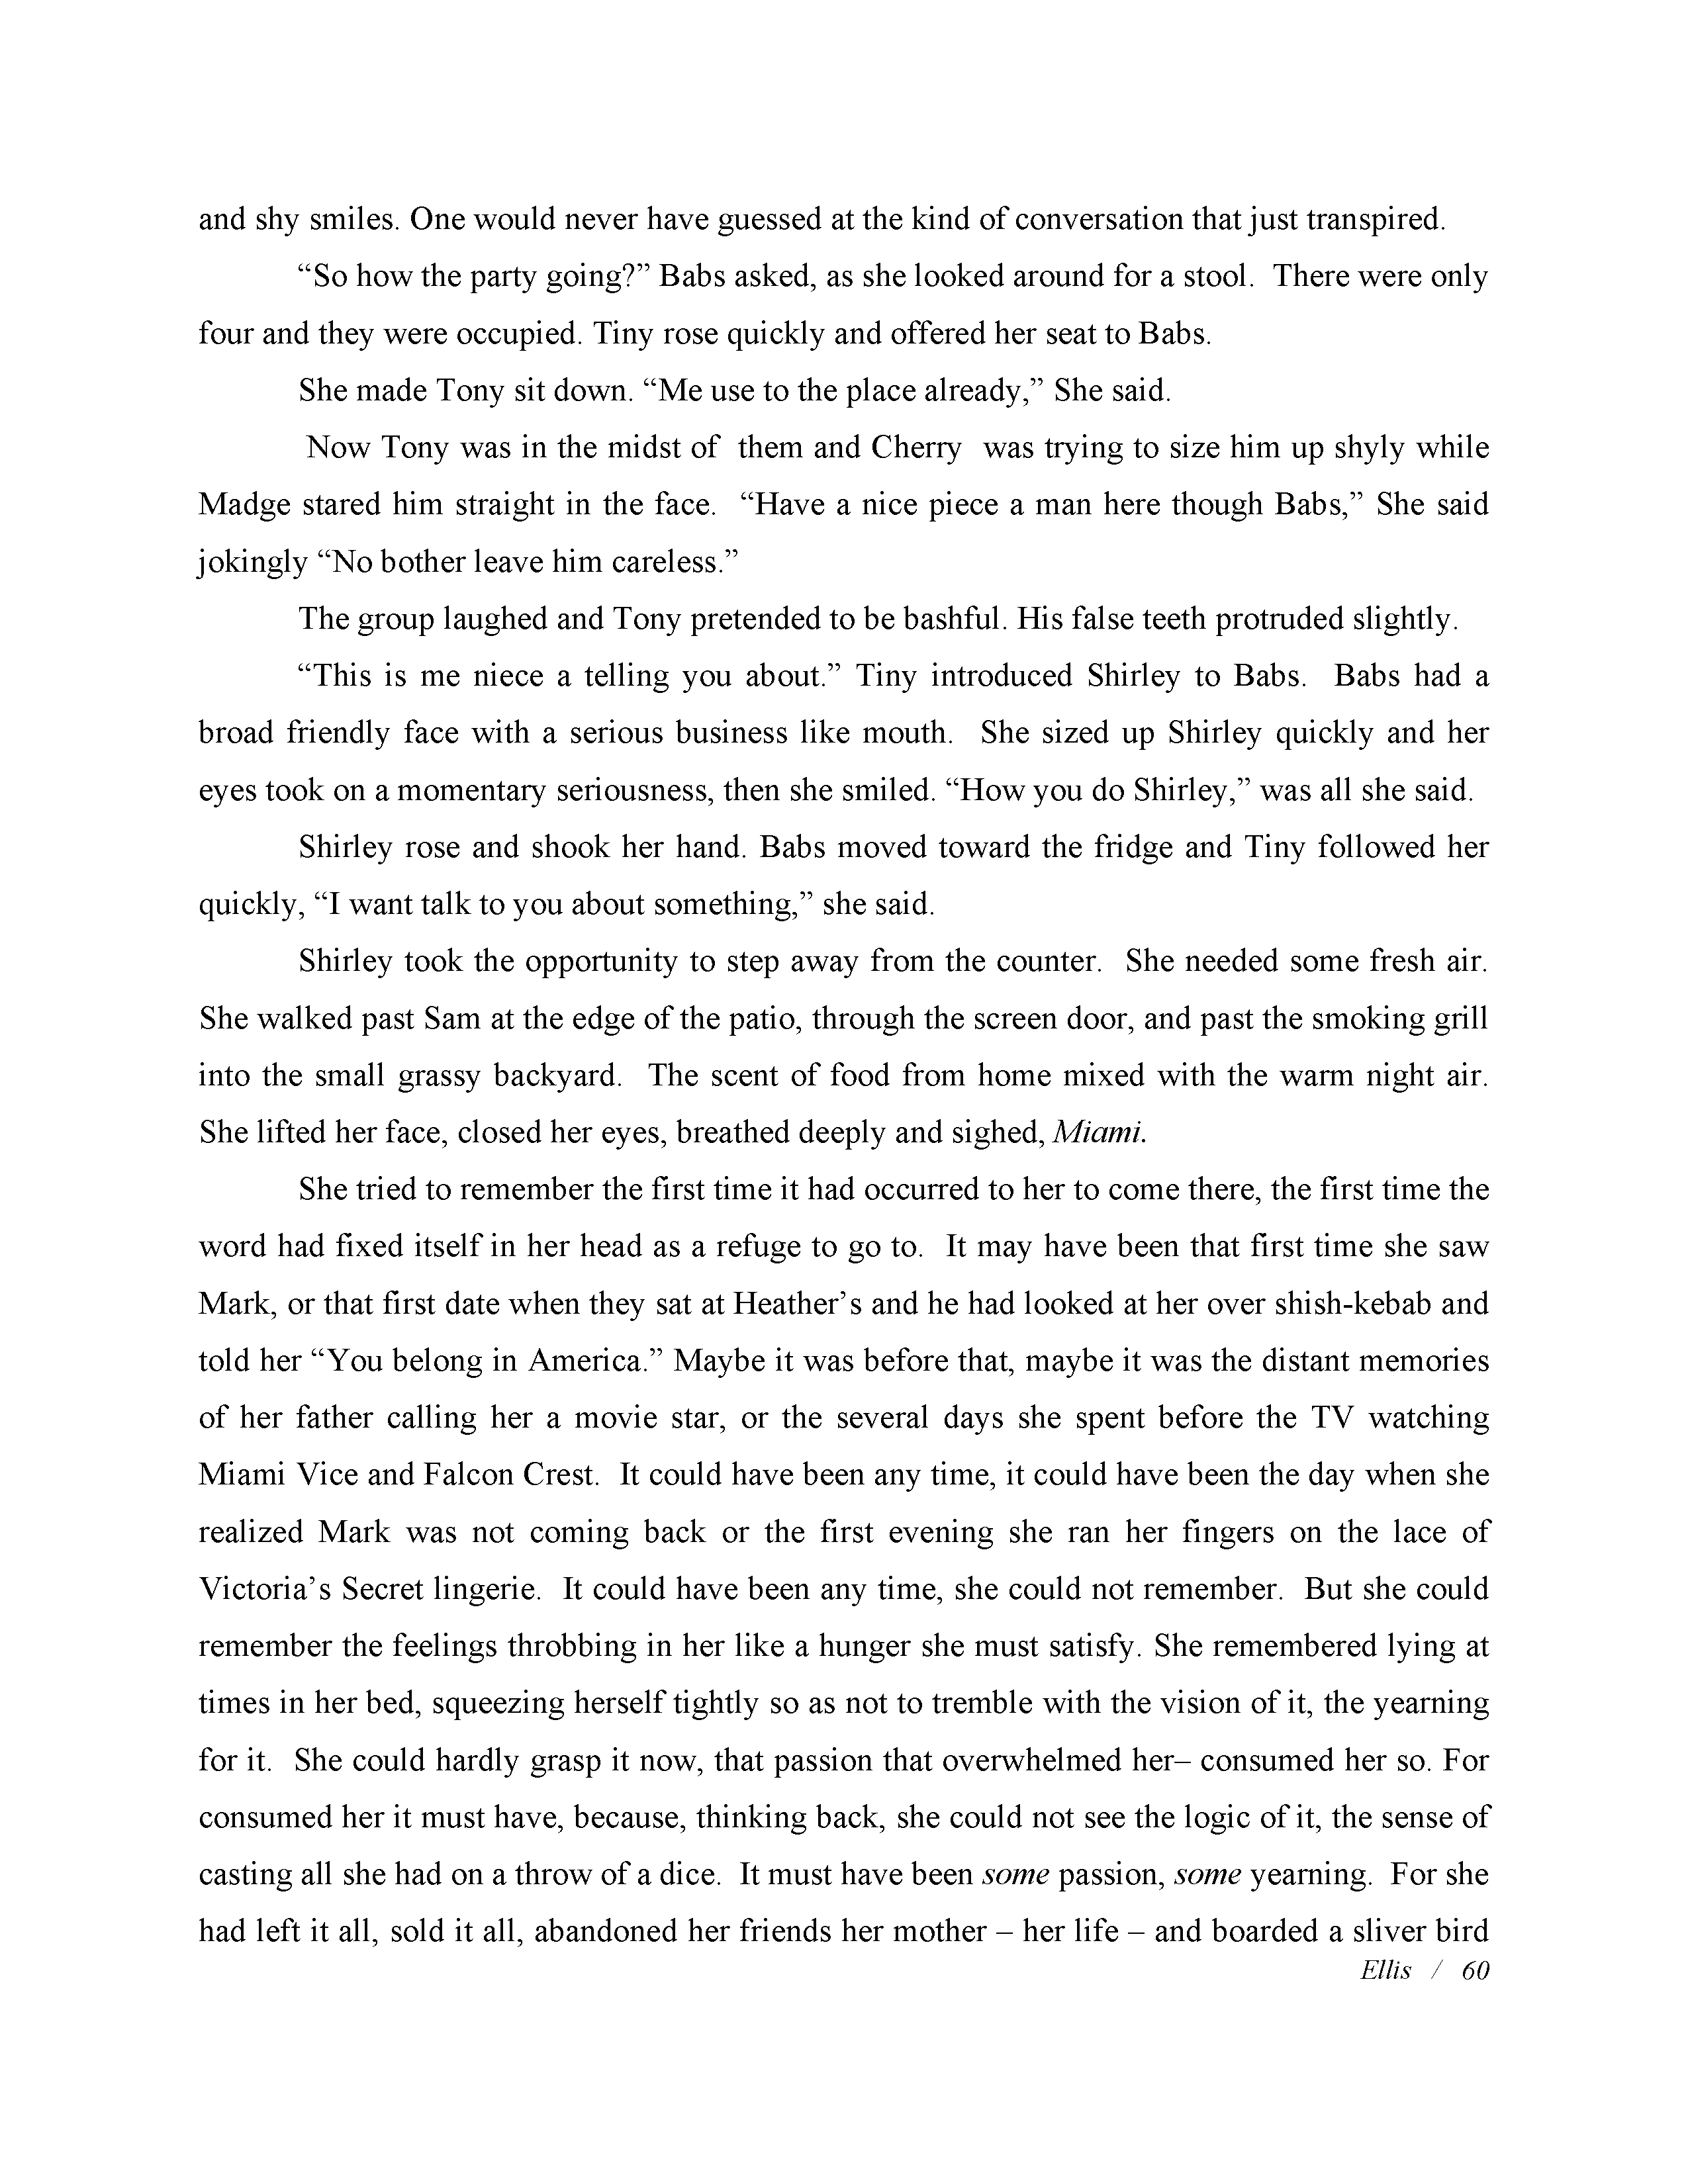 and shy smiles. One would never have guessed at the kind of conversation that just transpired.
“So how the party going?” Babs asked, as she looked around for a stool.  There were only
four and they were occupied. Tiny rose quickly and offered her seat to Babs.
She made Tony sit down. “Me use to the place already,” She said.
Now Tony was in the midst of  them and Cherry  was trying to size him up shyly while
Madge stared him straight in the face.  “Have a nice piece a man here though Babs,” She said
jokingly “No bother leave him careless.”
The group laughed and Tony pretended to be bashful. His false teeth protruded slightly.
“This is me niece a telling you about.” Tiny introduced Shirley to Babs.  Babs had a
broad friendly face with a serious business like mouth.  She sized up Shirley quickly and her
eyes took on a momentary seriousness, then she smiled. “How you do Shirley,” was all she said.
Shirley rose and shook her hand. Babs moved toward the fridge and Tiny followed her
quickly, “I want talk to you about something,” she said.
Shirley took the opportunity to step away from the counter.  She needed some fresh air.
She walked past Sam at the edge of the patio, through the screen door, and past the smoking grill
into the small grassy backyard.  The scent of food from home mixed with the warm night air.
She lifted her face, closed her eyes, breathed deeply and sighed, Miami.
She tried to remember the first time it had occurred to her to come there, the first time the
word had fixed itself in her head as a refuge to go to.  It may have been that first time she saw
Mark, or that first date when they sat at Heather’s and he had looked at her over shish-kebab and
told her “You belong in America.” Maybe it was before that, maybe it was the distant memories
of her father calling her a movie star, or the several days she spent before the TV watching
Miami Vice and Falcon Crest.  It could have been any time, it could have been the day when she
realized Mark was not coming back or the first evening she ran her fingers on the lace of
Victoria’s Secret lingerie.  It could have been any time, she could not remember.  But she could
remember the feelings throbbing in her like a hunger she must satisfy. She remembered lying at
times in her bed, squeezing herself tightly so as not to tremble with the vision of it, the yearning
for it.  She could hardly grasp it now, that passion that overwhelmed her– consumed her so. For
consumed her it must have, because, thinking back, she could not see the logic of it, the sense of
casting all she had on a throw of a dice.  It must have been some passion, some yearning.  For she
had left it all, sold it all, abandoned her friends her mother – her life – and boarded a sliver bird
Ellis / 60